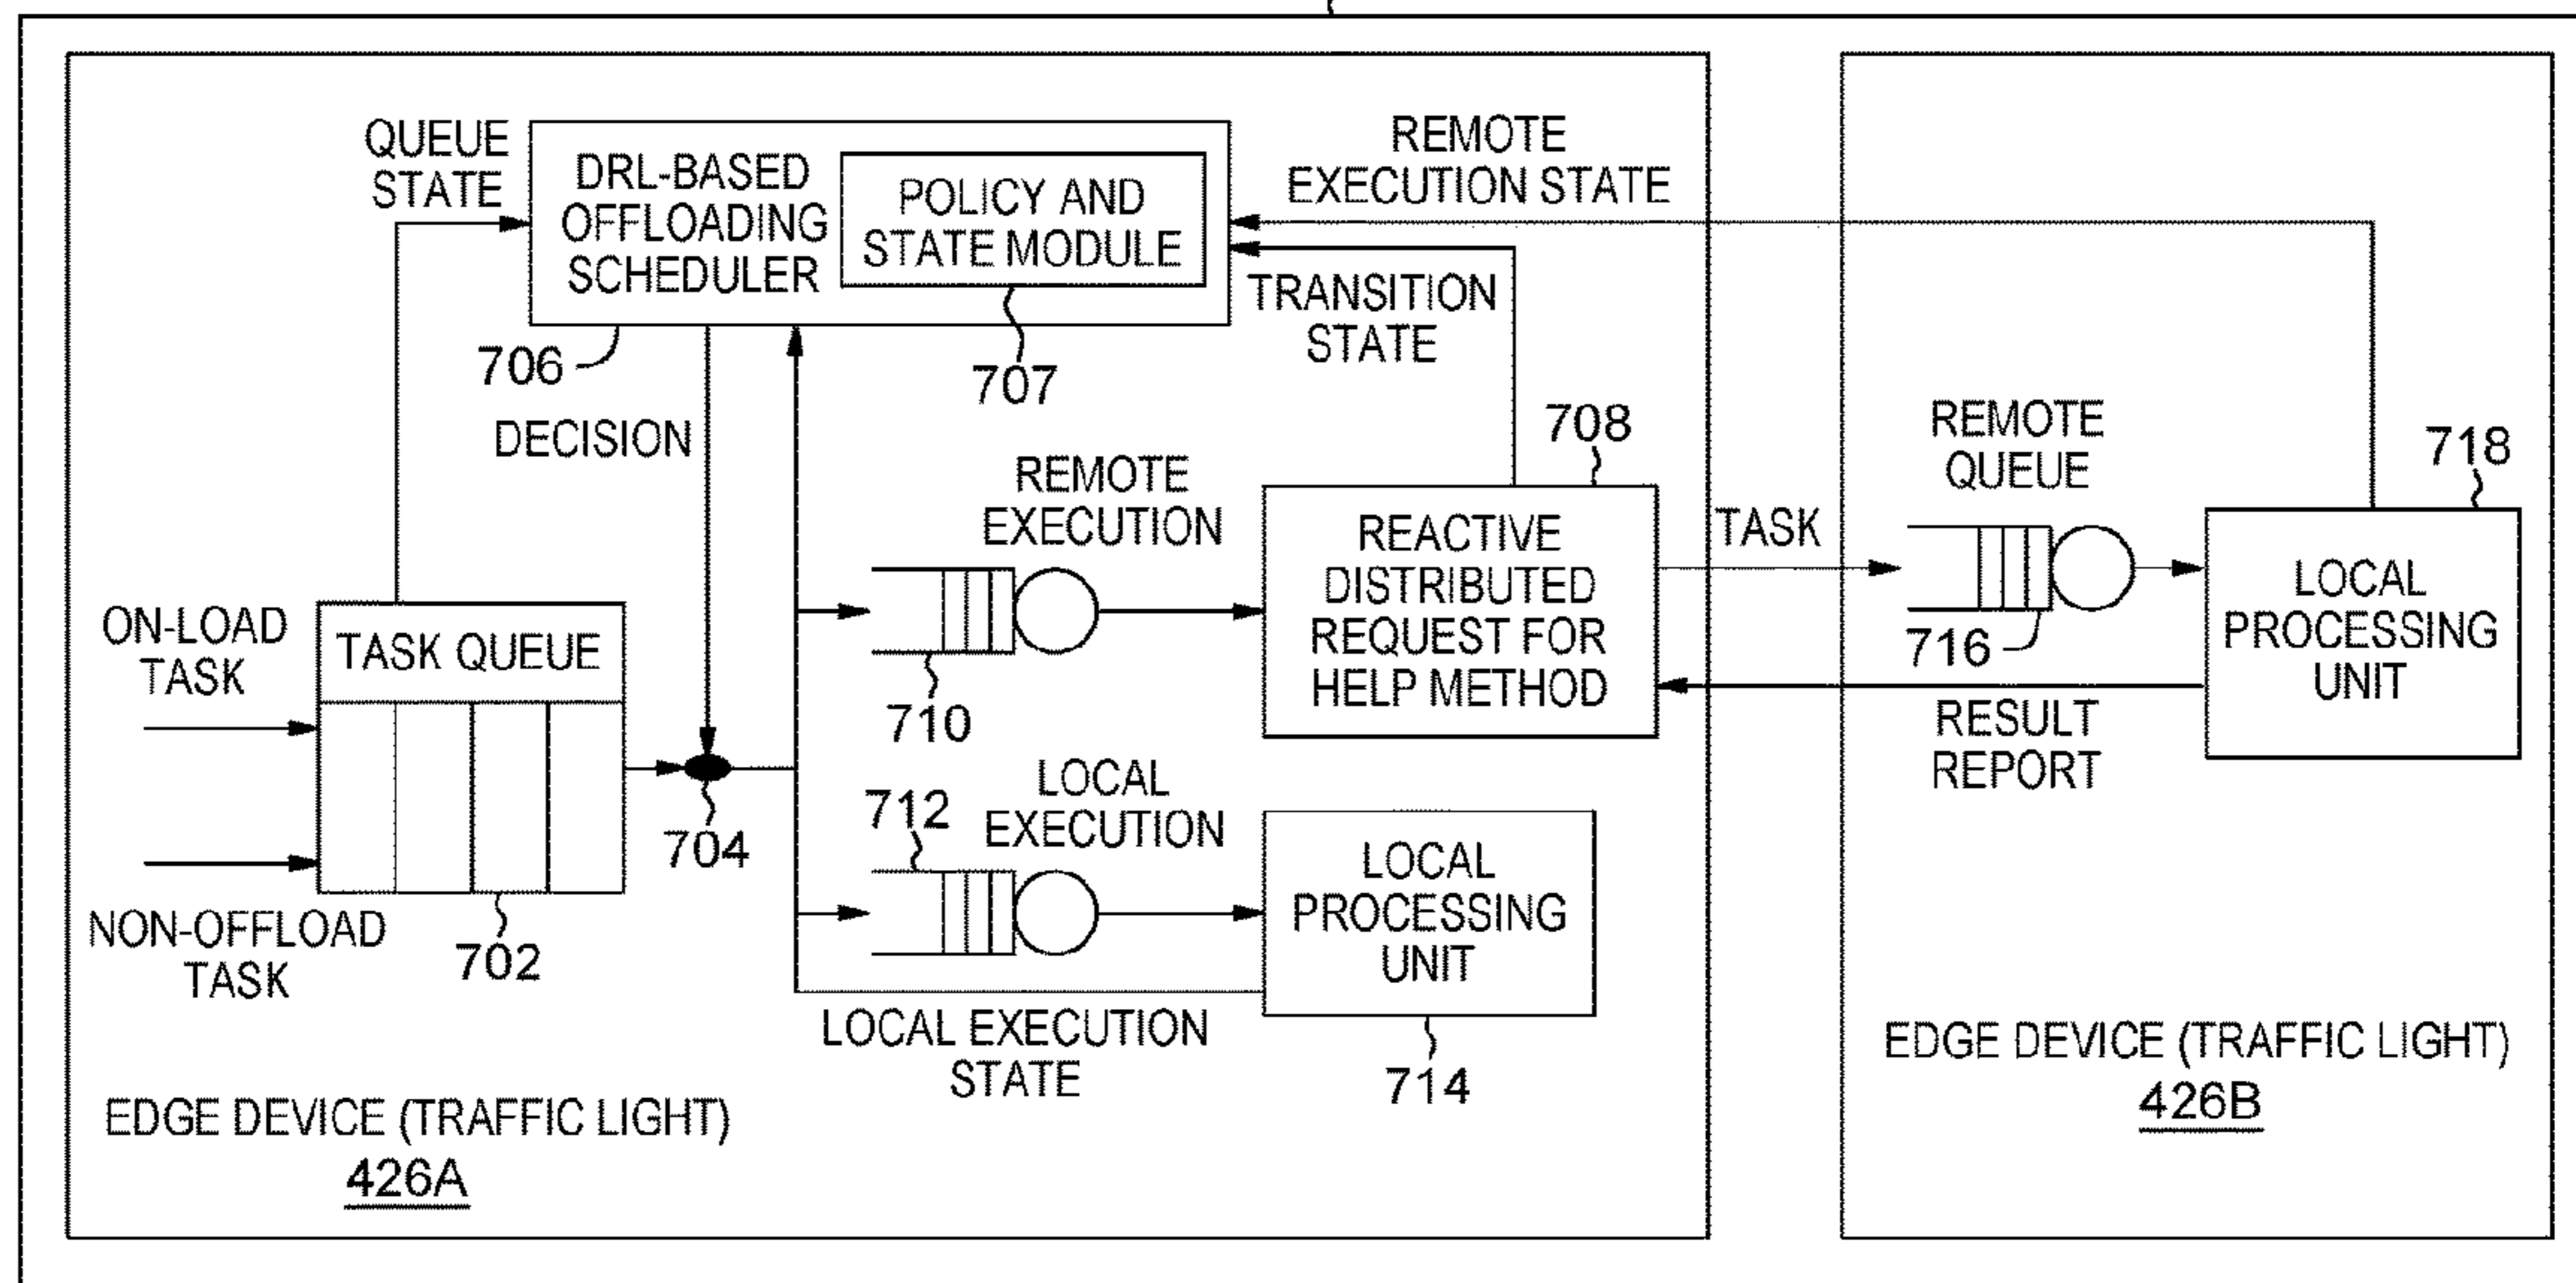 QUEUE
STATE
DRL-BASED
OFFLOADING
SCHEDULER
POLICY AND
STATE MODULE
REMOTE
EXECUTION STATE
TRANSITION
STATE
706
707
DECISION
708
REMOTE
QUEUE
718
REMOTE
EXECUTION
REACTIVE
DISTRIBUTED
REQUEST FOR
HELP METHOD
TASK
LOCAL
PROCESSING
UNIT
716
ON-LOAD
TASK
TASK QUEUE
710
RESULT
REPORT
LOCAL
EXECUTION
712
704
LOCAL
PROCESSING
UNIT
NON-OFFLOAD
TASK
702
LOCAL EXECUTION
STATE
714
EDGE DEVICE (TRAFFIC LIGHT)
426A
EDGE DEVICE (TRAFFIC LIGHT)
426B